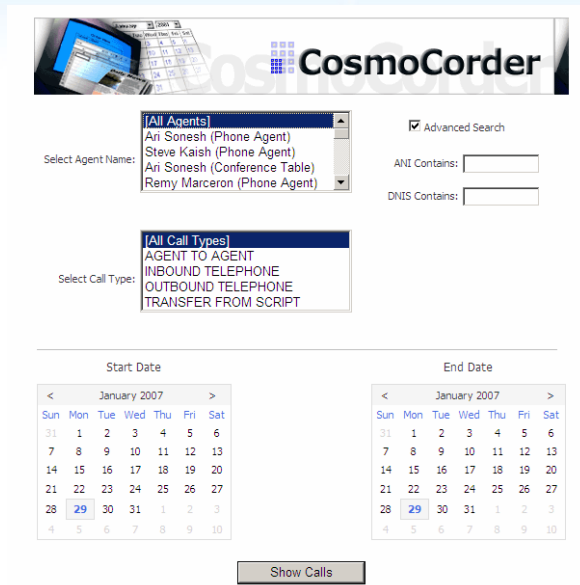 January 2001
CosmoCorder
[All Agents]
Ari Sonesh (Phone Agent)
Select Agent Name:
Steve Kaish (Phone Agent)
Ari Sonesh (Conference Table)
Remy Marceron (Phone Agent)
Advanced Search
ANI Contains:
DNIS Contains:
[All Call Types]
AGENT TO AGENT
Select Call Type:
INBOUND TELEPHONE
OUTBOUND TELEPHONE
TRANSFER FROM SCRIPT
Start Date
< January 2007 >
Sun Mon Tue Wed Thu Fri Sat
31 1 2 3 4 5 6
7 8 9 10 11 12 13
14 15 16 17 18 19 20
21 22 23 24 25 26 27
28 29 30 31 1 2 3
4 5 6 7 8 9 10
End Date
< January 2007 >
Sun Mon Tue Wed Thu Fri Sat
31 1 2 3 4 5 6
7 8 9 10 11 12 13
14 15 16 17 18 19 20
21 22 23 24 25 26 27
28 29 30 31 1 2 3
4 5 6 7 8 9 10
Show Calls